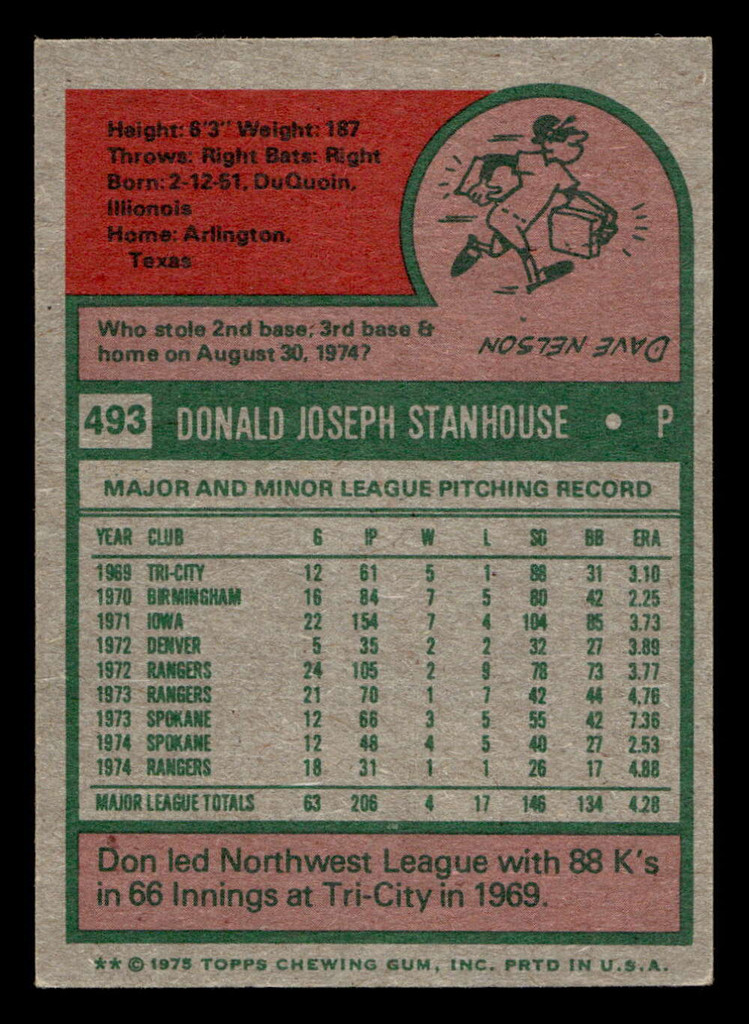 Height: 6'3" Weight: 187
Throws: Right Bats: Right
Born: 2-12-51, DuQuoin,
Illionois
Home: Arlington,
Texas
Who stole 2nd base, 3rd base &
home on August 30, 1974?
DAVE NELSON
493 DONALD JOSEPH STANHOUSE • P
MAJOR AND MINOR LEAGUE PITCHING RECORD
YEAR CLUB G IP W L SO BB ERA
1969 TRI-CITY 12 61 5 1 88 31 3.10
1970 BIRMINGHAM 16 84 7 5 80 42 2.25
1971 IOWA 22 154 7 4 104 85 3.73
1972 DENVER 5 35 2 2 32 27 3.89
1972 RANGERS 24 105 2 9 78 73 3.77
1973 RANGERS 21 70 1 7 42 44 4.76
1973 SPOKANE 12 66 3 5 55 42 7.36
1974 SPOKANE 12 48 4 5 40 27 2.53
1974 RANGERS 18 31 1 1 26 17 4.88
MAJOR LEAGUE TOTALS 63 206 4 17 146 134 4.28
Don led Northwest League with 88 K's
in 66 Innings at Tri-City in 1969.
** © 1975 TOPPS CHEWING GUM, INC. PRTD IN U.S.A.